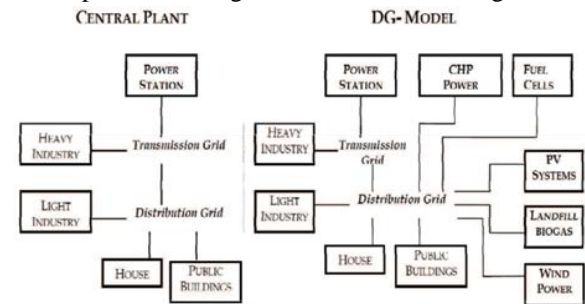 CENTRAL PLANT
POWER
STATION
HEAVY
INDUSTRY
Transmission Grid
LIGHT
INDUSTRY
Distribution Grid
HOUSE
PUBLIC
BUILDINGS
DG- MODEL
POWER
STATION
CHP
POWER
FUEL
CELLS
HEAVY
INDUSTRY
Transmission
Grid
LIGHT
INDUSTRY
Distribution Grid
PV
SYSTEMS
LANDFILL
BIOGAS
WIND
POWER
HOUSE
PUBLIC
BUILDINGS